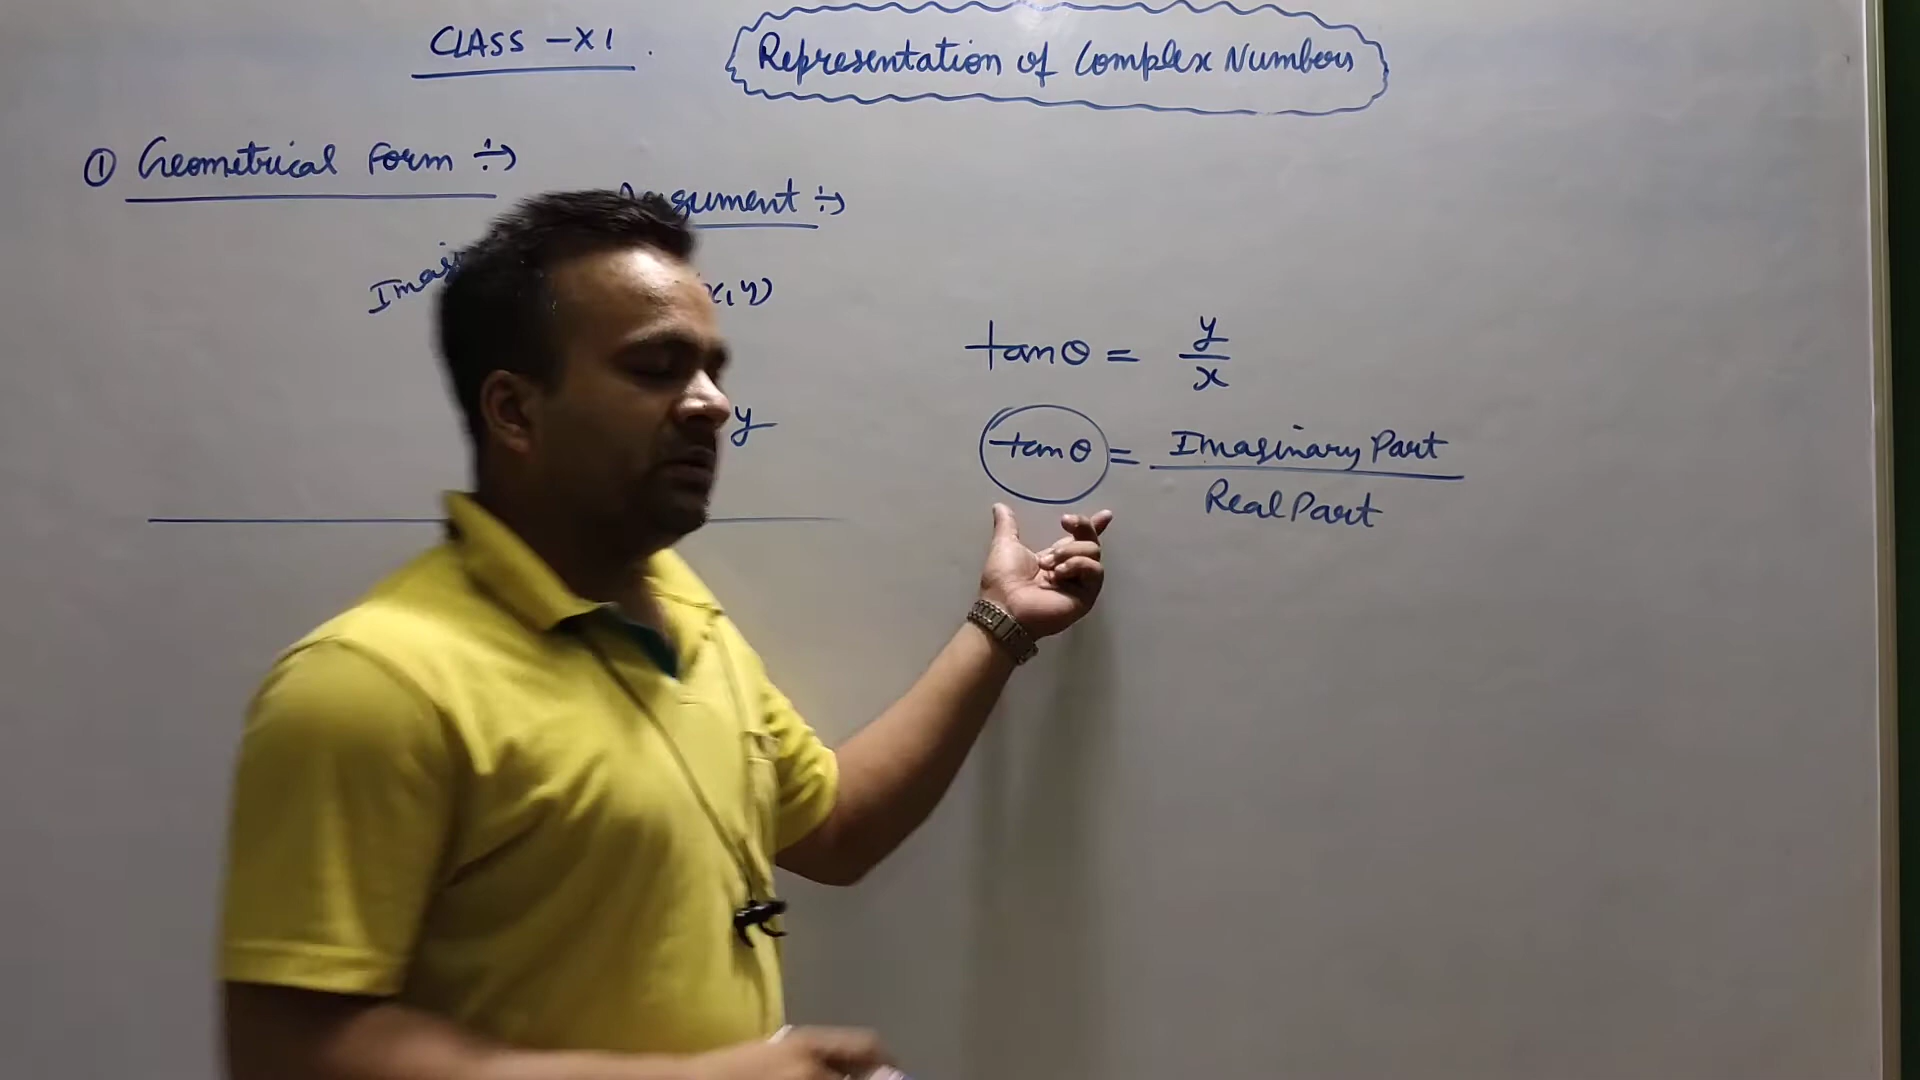 CLASS - XI .
Representation of Complex Numbers
① Geometrical Form ÷→
Argument ÷→
x, y)
y
tanθ = y/x
tanθ = Imaginary Part / Real Part